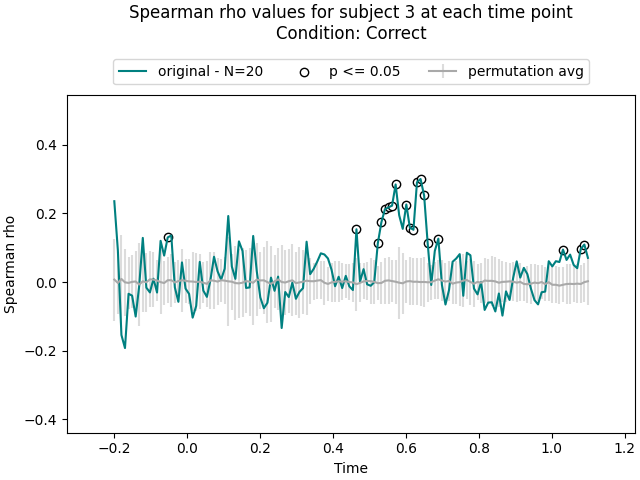 Spearman rho values for subject 3 at each time point
Condition: Correct
original - N=20 p <= 0.05 permutation avg
0.4
0.2
0.0
−0.2
−0.4
Spearman rho
−0.2 0.0 0.2 0.4 0.6 0.8 1.0 1.2
Time